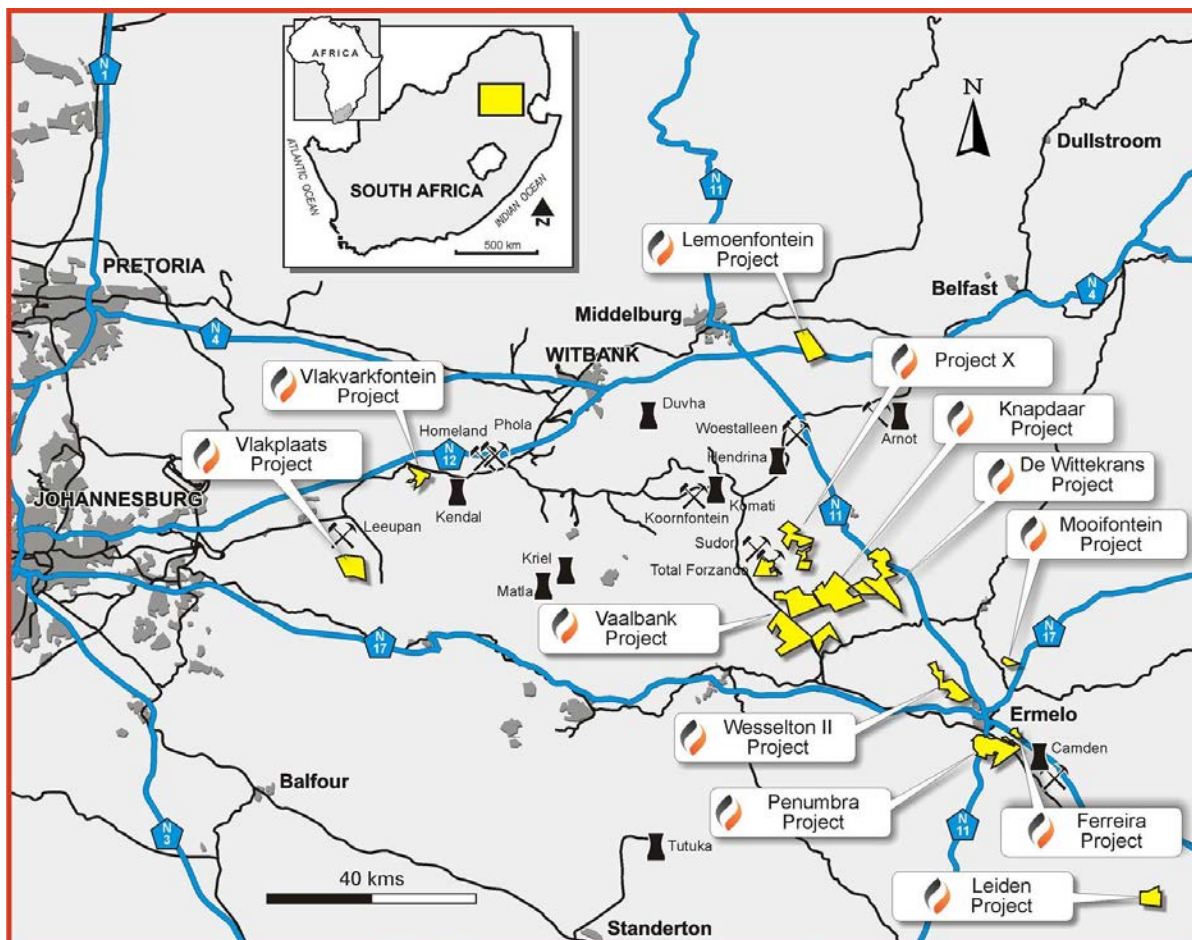 N
1
AFRICA
ATLANTIC OCEAN
SOUTH AFRICA
INDIAN OCEAN
N
500 km
N
11
N
Dullstroom
Lemoenfontein
Project
PRETORIA
N
4
Middelburg
Belfast
N
4
WITBANK
Project X
Vlakvarkfontein
Project
Duvha
Knapdaar
Project
Homeland
Phola
Woestalleen
Arnot
Vlakplaats
Project
N
12
Hendrina
De Wittekrans
Project
JOHANNESBURG
Kendal
Komati
Koornfontein
N
11
Mooifontein
Project
Leeupan
Sudor
Kriel
Total Forzando
Matla
Vaalbank
Project
N
17
N
17
Wesselton II
Project
Ermelo
Camden
Balfour
Penumbra
Project
Ferreira
Project
N
3
N
11
Tutuka
40 kms
Leiden
Project
Standerton